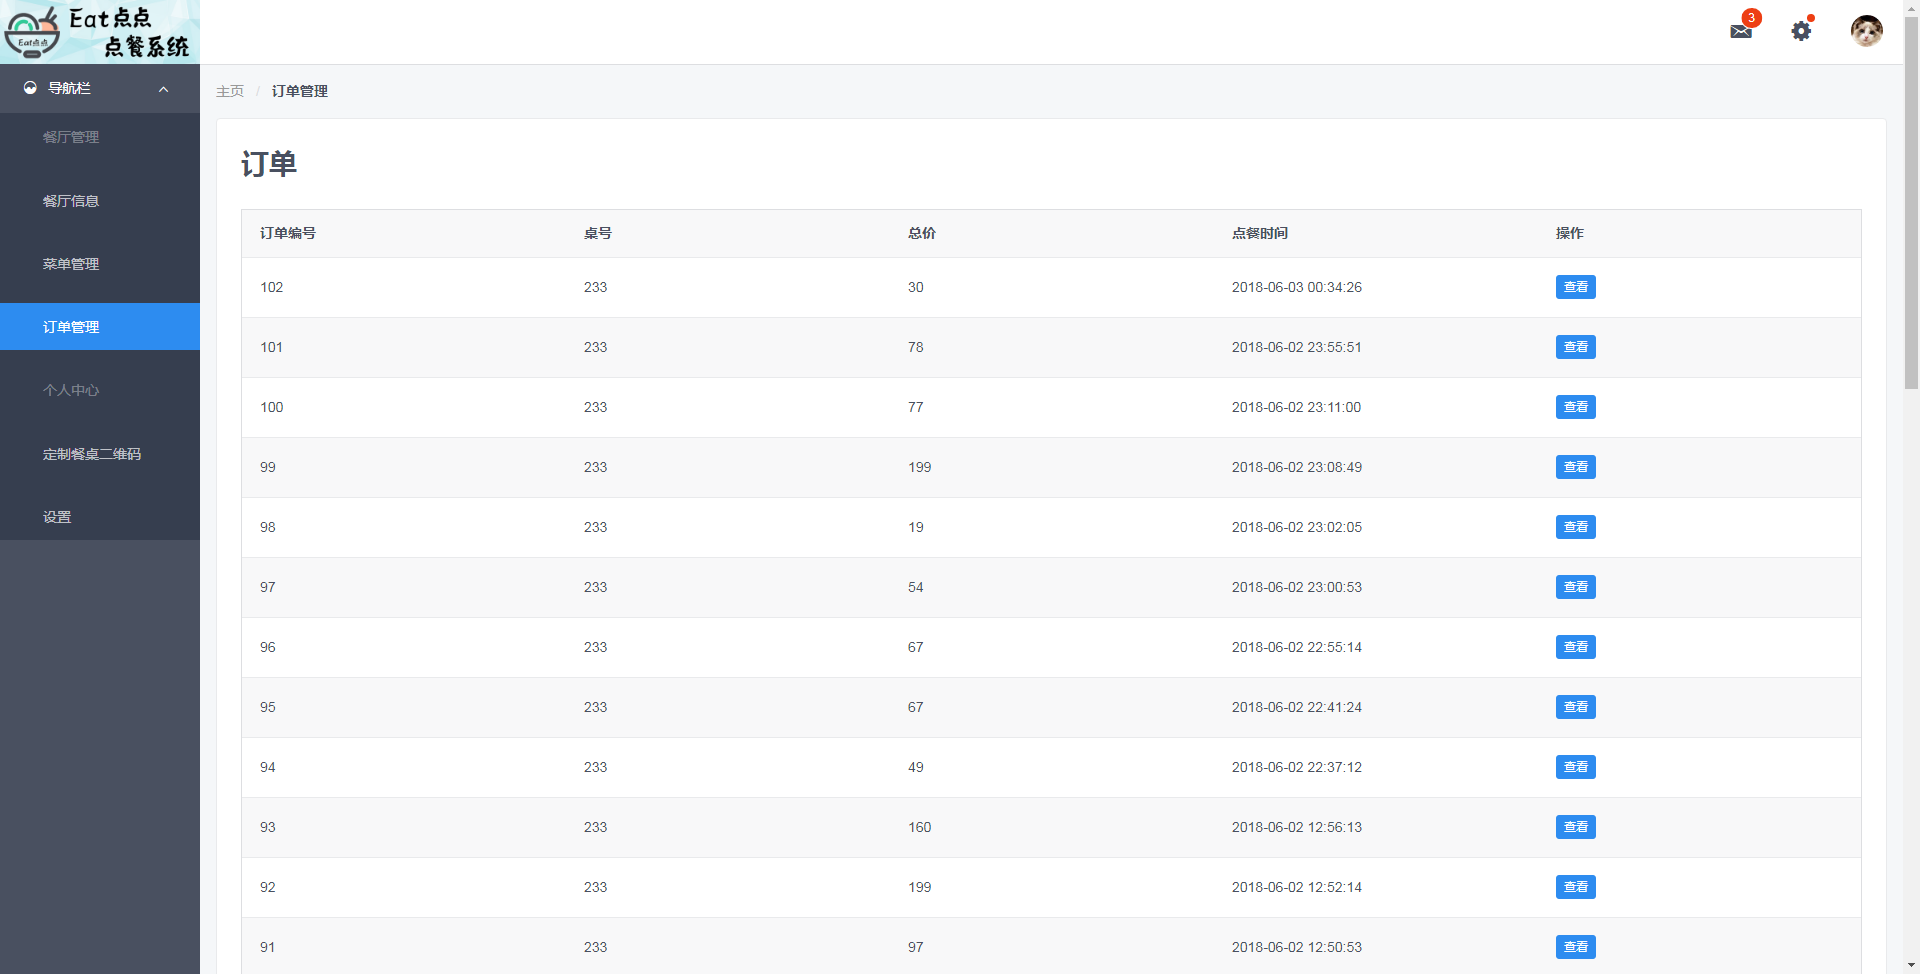 Eat点点
点餐系统
Eat点点
3
导航栏
餐厅管理
餐厅信息
菜单管理
订单管理
个人中心
定制餐桌二维码
设置
主页 / 订单管理
订单
订单编号 桌号 总价 点餐时间 操作
102 233 30 2018-06-03 00:34:26 查看
101 233 78 2018-06-02 23:55:51 查看
100 233 77 2018-06-02 23:11:00 查看
99 233 199 2018-06-02 23:08:49 查看
98 233 19 2018-06-02 23:02:05 查看
97 233 54 2018-06-02 23:00:53 查看
96 233 67 2018-06-02 22:55:14 查看
95 233 67 2018-06-02 22:41:24 查看
94 233 49 2018-06-02 22:37:12 查看
93 233 160 2018-06-02 12:56:13 查看
92 233 199 2018-06-02 12:52:14 查看
91 233 97 2018-06-02 12:50:53 查看